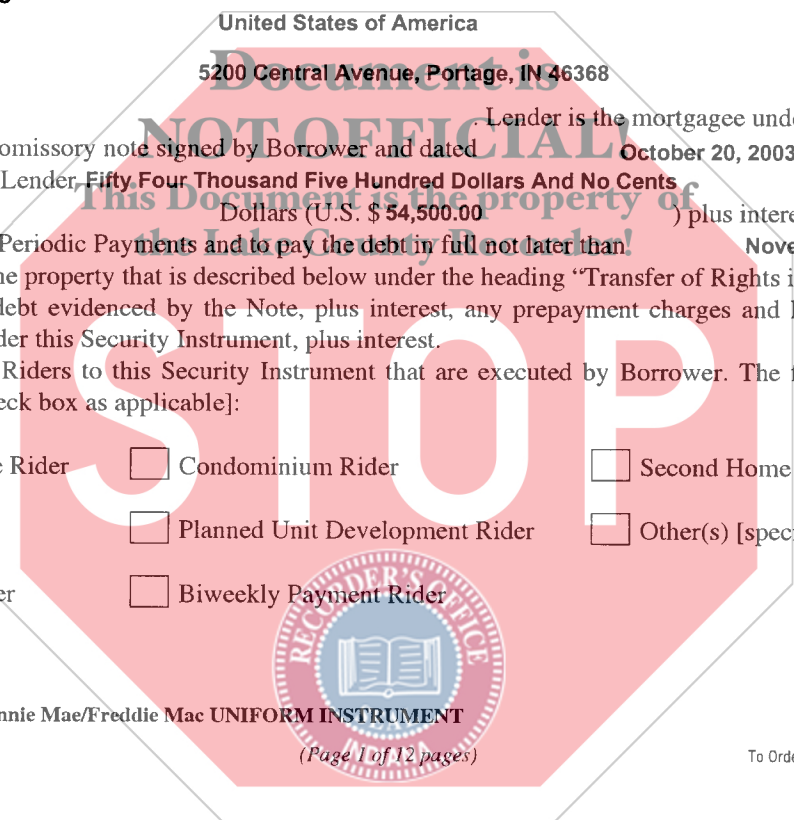 United States of America
Document is
5200 Central Avenue, Portage, IN 46368
. Lender is the mortgagee unde
NOT OFFICIAL!
omissory note signed by Borrower and dated October 20, 2003
Lender Fifty Four Thousand Five Hundred Dollars And No Cents
This Document is the property of
Dollars (U.S. $ 54,500.00 ) plus intere
the Lake County Recorder!
Periodic Payments and to pay the debt in full not later than Nove
ne property that is described below under the heading “Transfer of Rights i
debt evidenced by the Note, plus interest, any prepayment charges and l
der this Security Instrument, plus interest.
Riders to this Security Instrument that are executed by Borrower. The f
eck box as applicable]:
STOP
e Rider Condominium Rider Second Home
Planned Unit Development Rider Other(s) [speci
er Biweekly Payment Rider
RECORDER'S OFFICE
SEAL
INDIANA
nnie Mae/Freddie Mac UNIFORM INSTRUMENT
(Page 1 of 12 pages)
To Orde